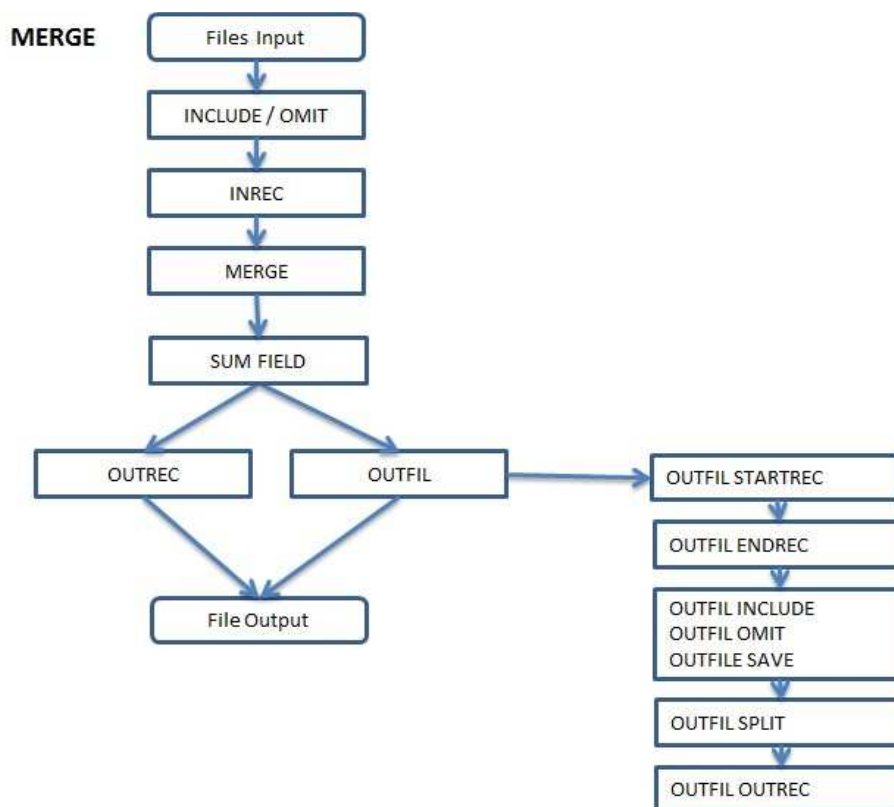 MERGE
Files Input
INCLUDE / OMIT
INREC
MERGE
SUM FIELD
OUTREC
OUTFIL
File Output
OUTFIL STARTREC
OUTFIL ENDREC
OUTFIL INCLUDE
OUTFIL OMIT
OUTFILE SAVE
OUTFIL SPLIT
OUTFIL OUTREC